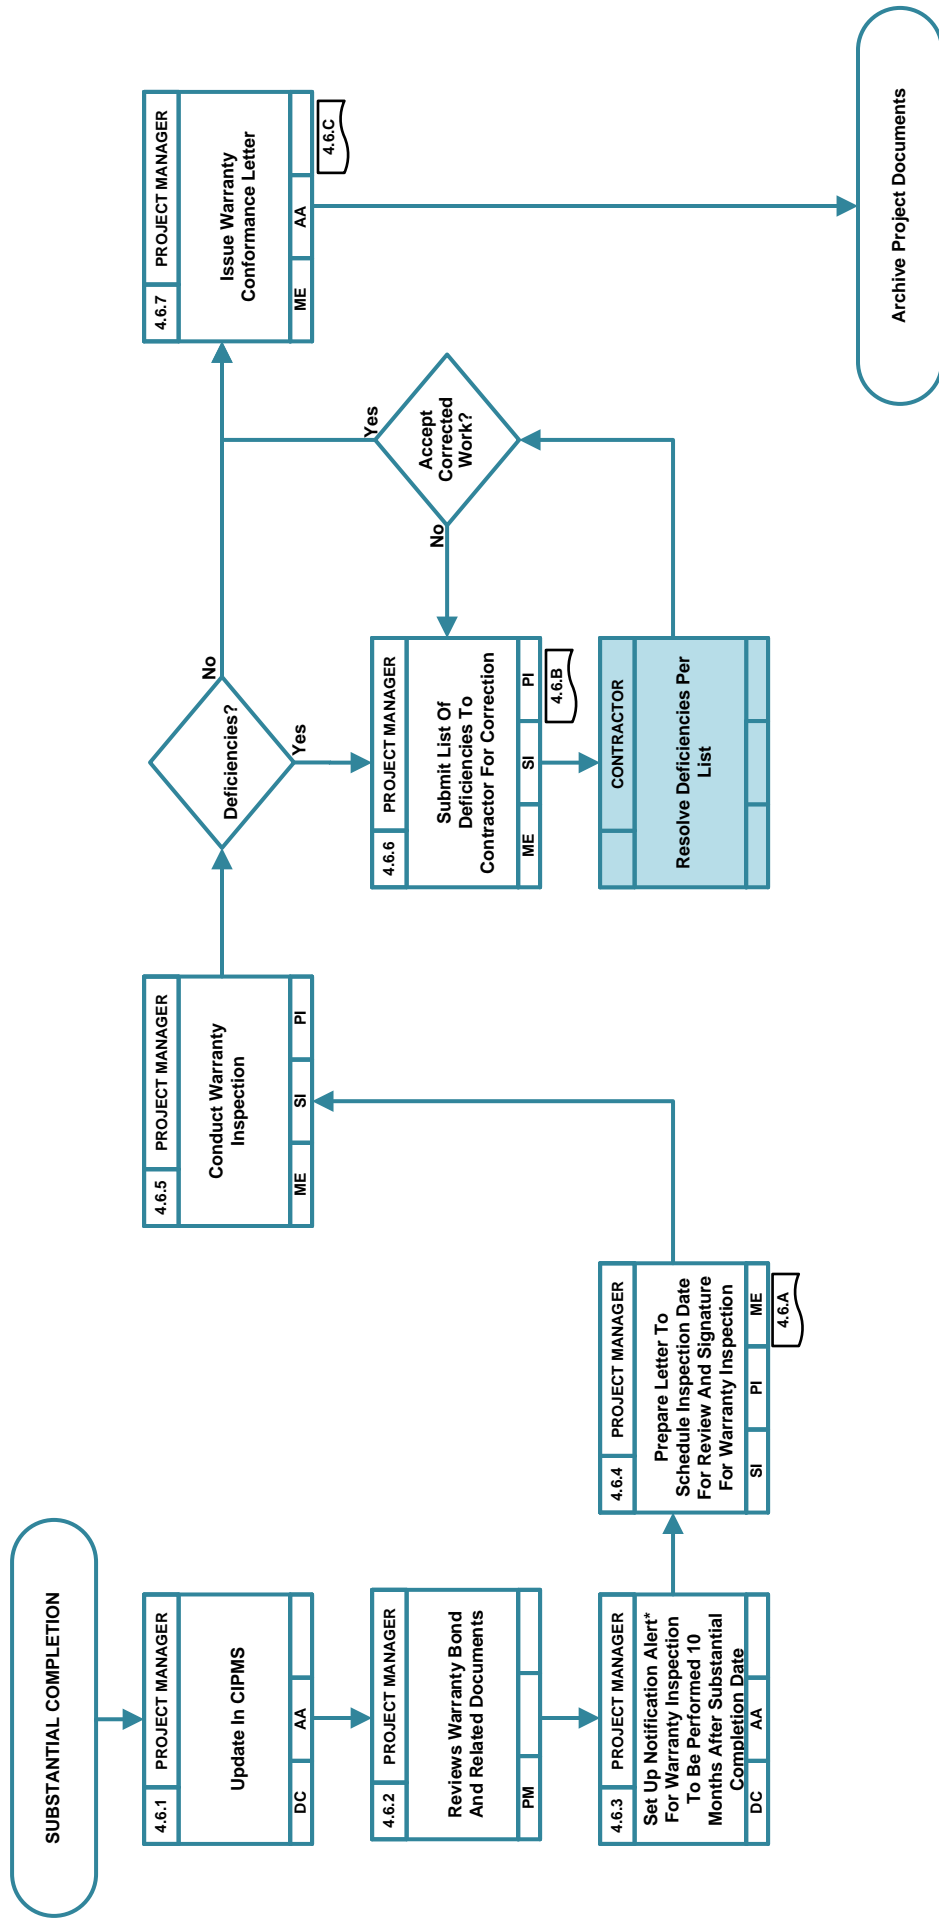 SUBSTANTIAL COMPLETION
4.6.1
PROJECT MANAGER
Update In CIPMS
DC
AA
4.6.2
PROJECT MANAGER
Reviews Warranty Bond
And Related Documents
PM
4.6.3
PROJECT MANAGER
Set Up Notification Alert*
For Warranty Inspection
To Be Performed 10
Months After Substantial
Completion Date
DC
AA
4.6.4
PROJECT MANAGER
Prepare Letter To
Schedule Inspection Date
For Review And Signature
For Warranty Inspection
SI
PI
ME
4.6.A
4.6.5
PROJECT MANAGER
Conduct Warranty
Inspection
ME
SI
PI
Deficiencies?
No
Yes
4.6.6
PROJECT MANAGER
Submit List Of
Deficiencies To
Contractor For Correction
ME
SI
PI
4.6.B
CONTRACTOR
Resolve Deficiencies Per
List
Accept
Corrected
Work?
No
Yes
4.6.7
PROJECT MANAGER
Issue Warranty
Conformance Letter
ME
AA
4.6.C
Archive Project Documents